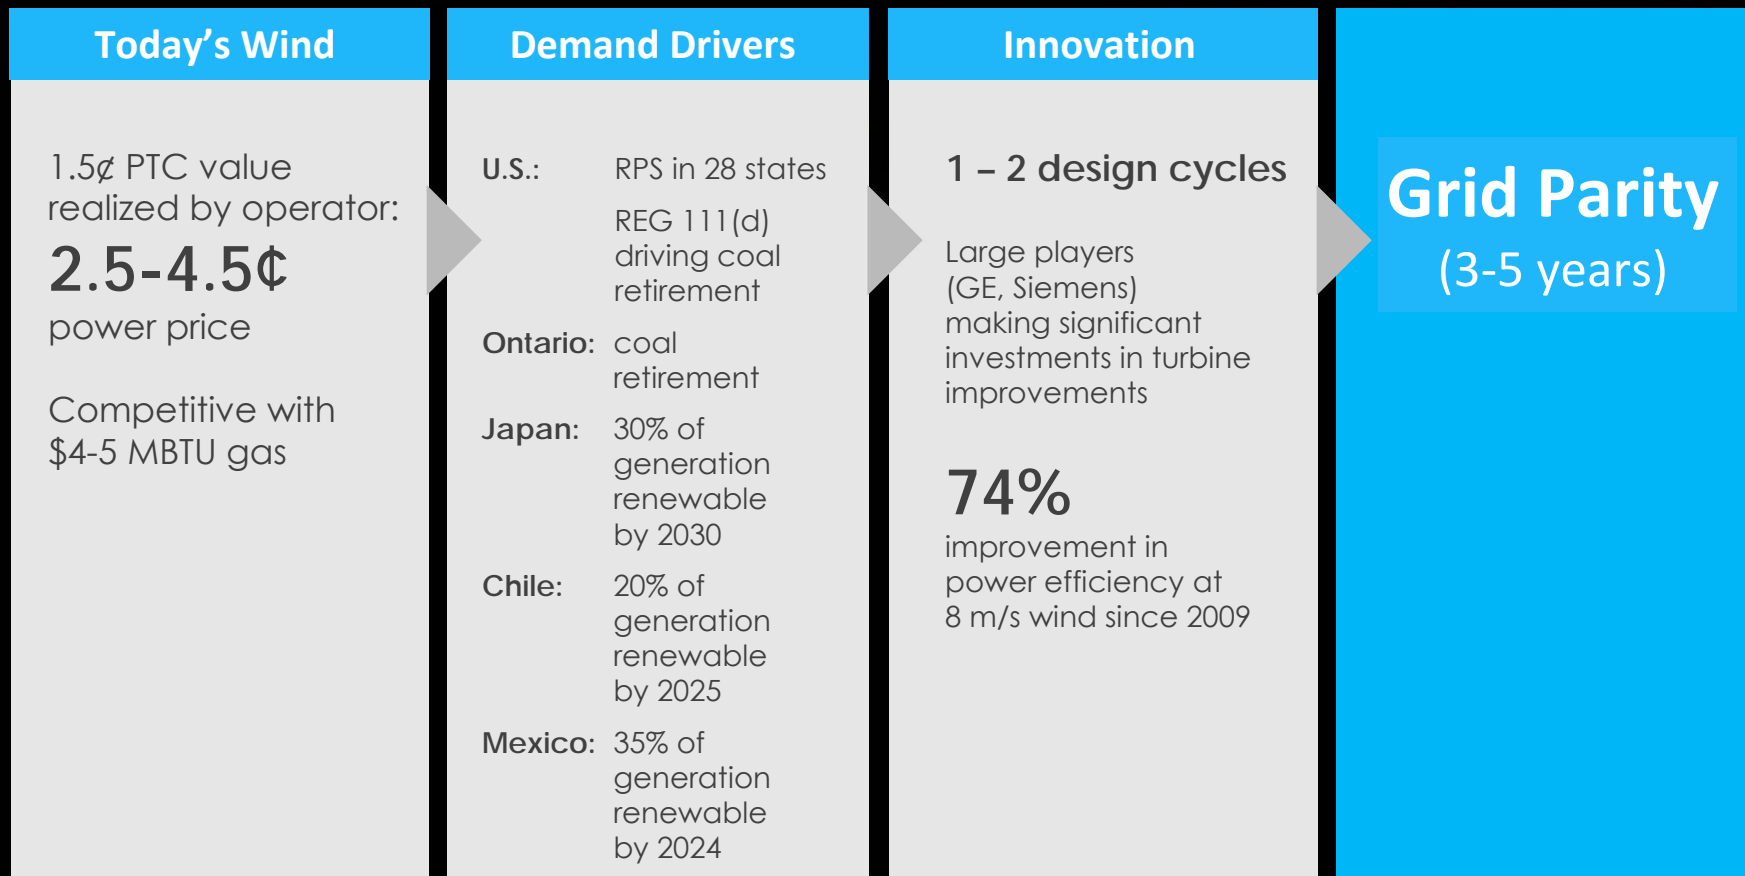 Today’s Wind
1.5¢ PTC value
realized by operator:
2.5-4.5¢
power price
Competitive with
$4-5 MBTU gas
Demand Drivers
U.S.: RPS in 28 states
REG 111(d)
driving coal
retirement
Ontario: coal
retirement
Japan: 30% of
generation
renewable
by 2030
Chile: 20% of
generation
renewable
by 2025
Mexico: 35% of
generation
renewable
by 2024
Innovation
1 – 2 design cycles
Large players
(GE, Siemens)
making significant
investments in turbine
improvements
74%
improvement in
power efficiency at
8 m/s wind since 2009
Grid Parity
(3-5 years)